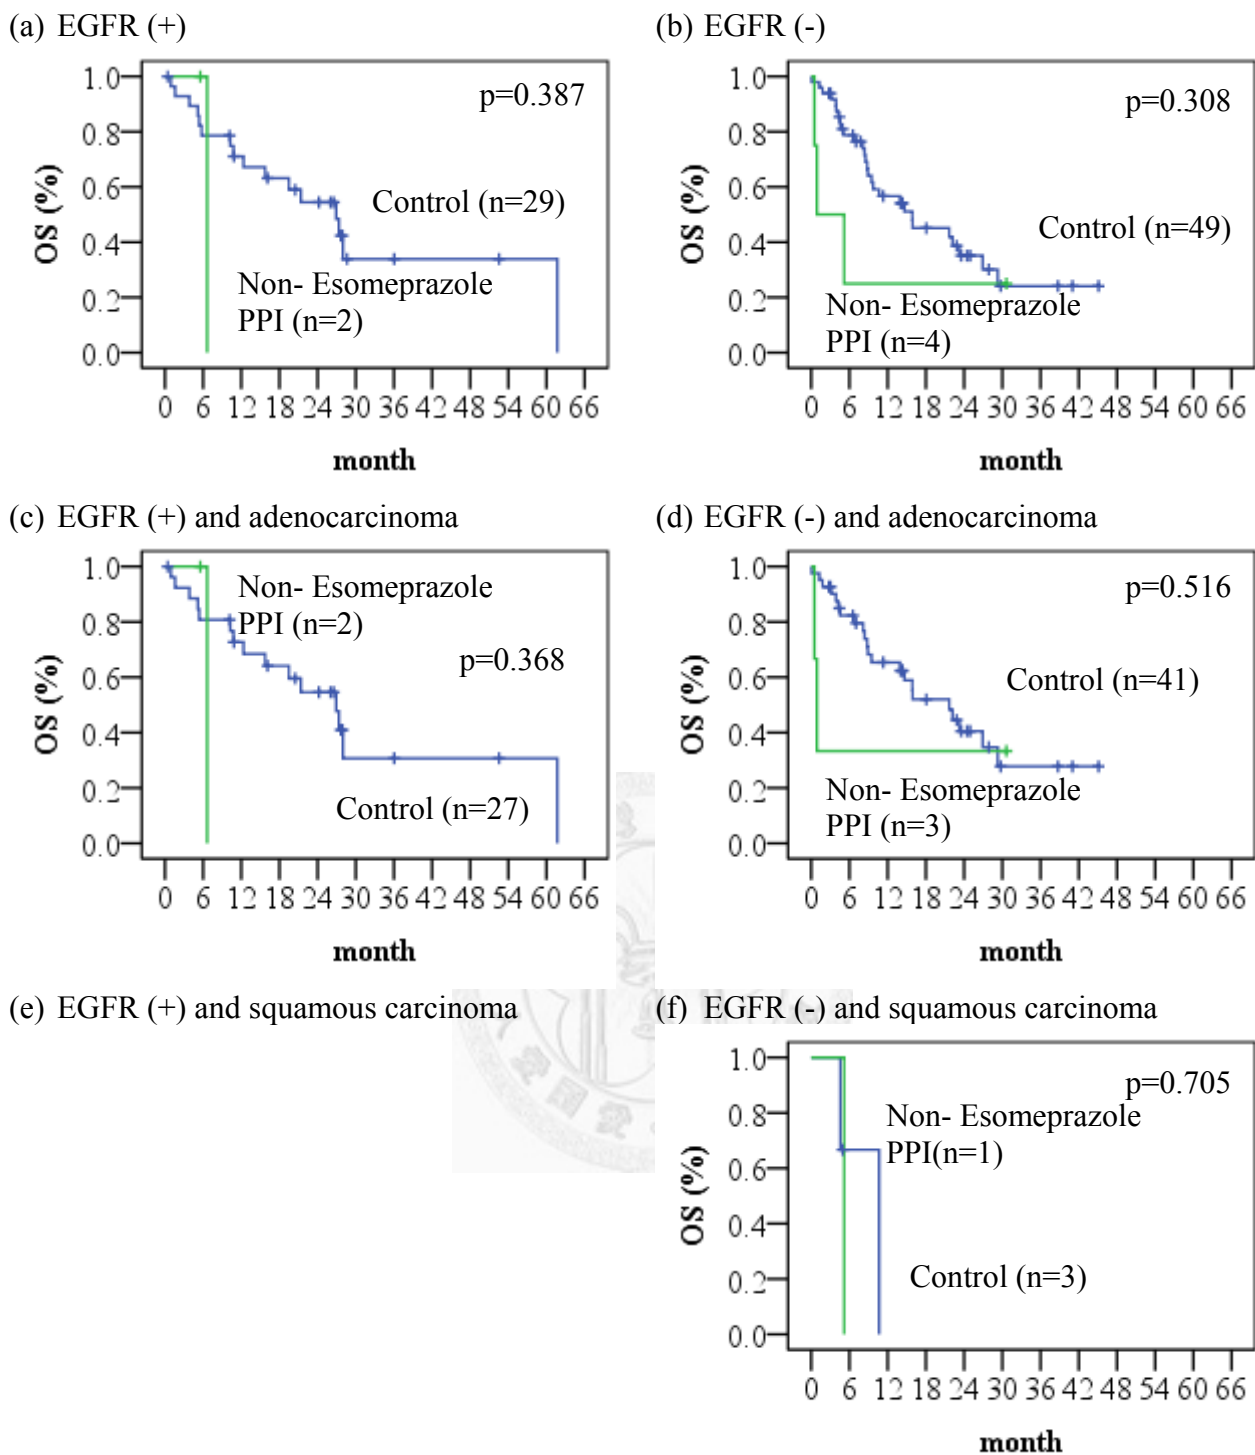 (a) EGFR (+)
1.0
0.8
0.6
0.4
0.2
0.0
OS (%)
p=0.387
Control (n=29)
Non- Esomeprazole
PPI (n=2)
0 6 12 18 24 30 36 42 48 54 60 66
month
(b) EGFR (-)
1.0
0.8
0.6
0.4
0.2
0.0
OS (%)
p=0.308
Control (n=49)
Non- Esomeprazole
PPI (n=4)
0 6 12 18 24 30 36 42 48 54 60 66
month
(c) EGFR (+) and adenocarcinoma
1.0
0.8
0.6
0.4
0.2
0.0
OS (%)
Non- Esomeprazole
PPI (n=2)
p=0.368
Control (n=27)
0 6 12 18 24 30 36 42 48 54 60 66
month
(d) EGFR (-) and adenocarcinoma
1.0
0.8
0.6
0.4
0.2
0.0
OS (%)
p=0.516
Control (n=41)
Non- Esomeprazole
PPI (n=3)
0 6 12 18 24 30 36 42 48 54 60 66
month
(e) EGFR (+) and squamous carcinoma
(f) EGFR (-) and squamous carcinoma
1.0
0.8
0.6
0.4
0.2
0.0
OS (%)
p=0.705
Non- Esomeprazole
PPI(n=1)
Control (n=3)
0 6 12 18 24 30 36 42 48 54 60 66
month